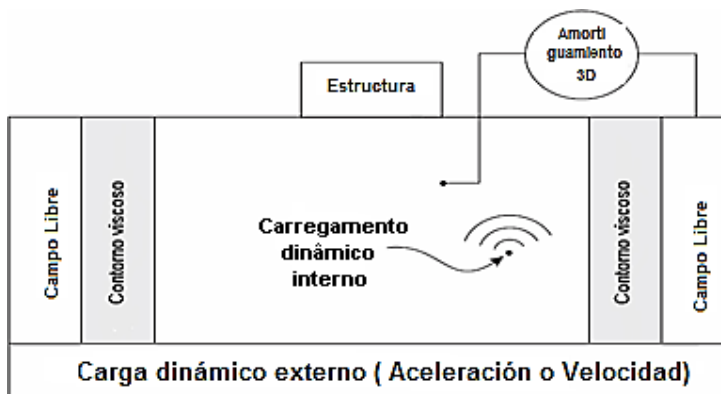 Amorti
guamiento
3D
Estructura
Campo Libre
Contorno viscoso
Carregamento
dinâmico
interno
Contorno viscoso
Campo Libre
Carga dinámico externo ( Aceleración o Velocidad)